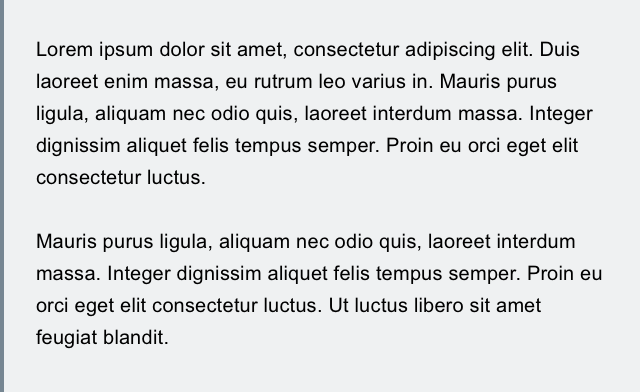 Lorem ipsum dolor sit amet, consectetur adipiscing elit. Duis
laoreet enim massa, eu rutrum leo varius in. Mauris purus
ligula, aliquam nec odio quis, laoreet interdum massa. Integer
dignissim aliquet felis tempus semper. Proin eu orci eget elit
consectetur luctus.
Mauris purus ligula, aliquam nec odio quis, laoreet interdum
massa. Integer dignissim aliquet felis tempus semper. Proin eu
orci eget elit consectetur luctus. Ut luctus libero sit amet
feugiat blandit.